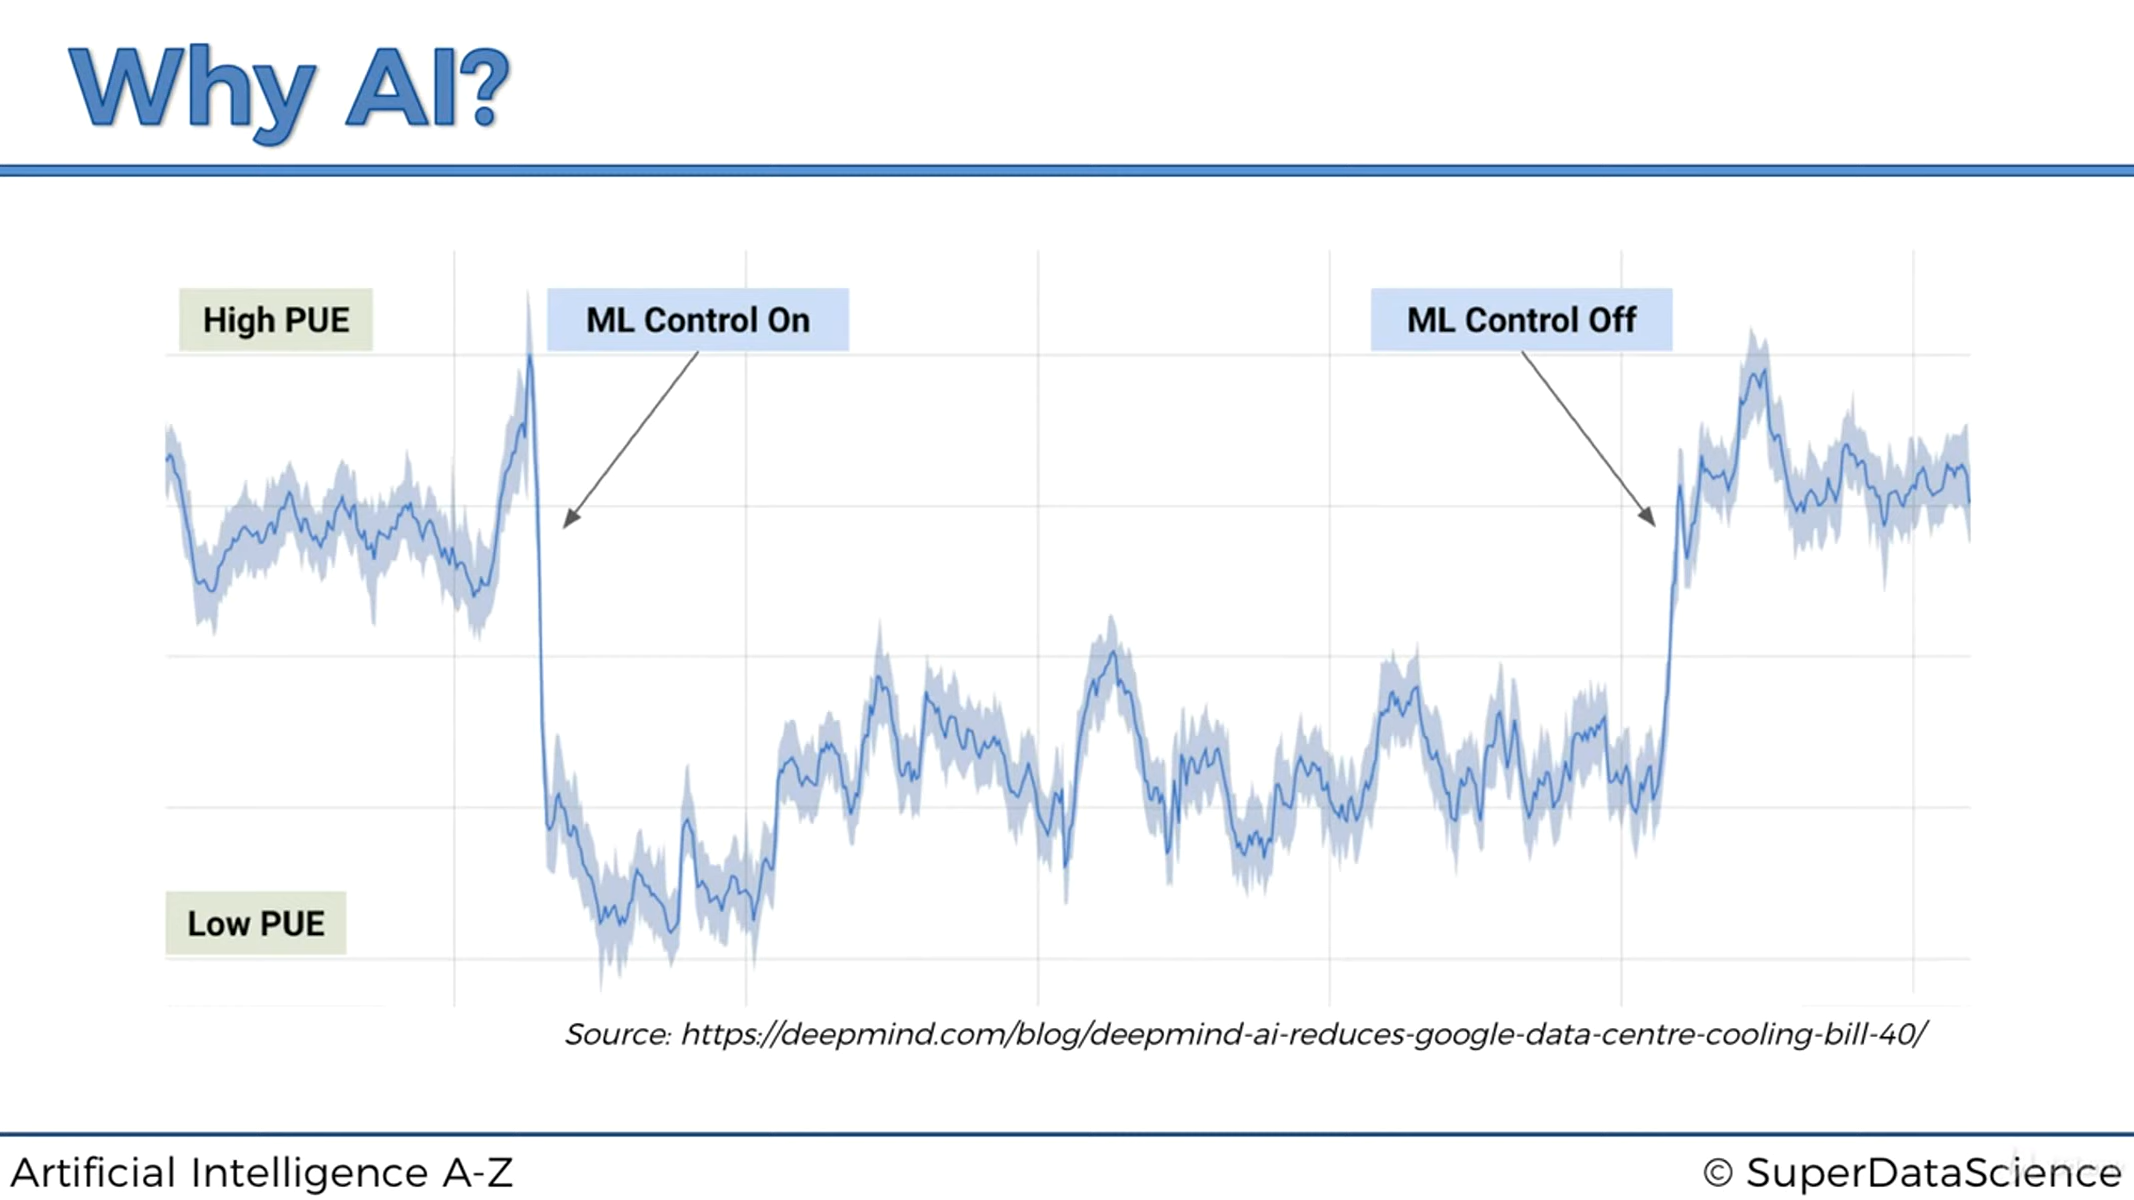 Why AI?
High PUE
ML Control On
ML Control Off
Low PUE
Source: https://deepmind.com/blog/deepmind-ai-reduces-google-data-centre-cooling-bill-40/
Artificial Intelligence A-Z
© SuperDataScience